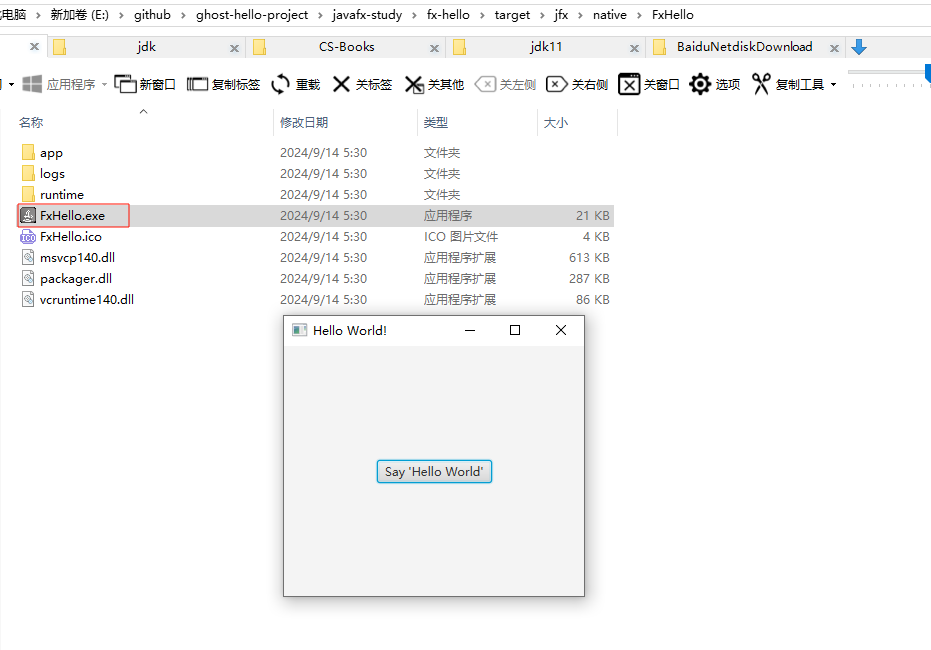 电脑 › 新加卷 (E:) › github › ghost-hello-project › javafx-study › fx-hello › target › jfx › native › FxHello
jdk CS-Books jdk11 BaiduNetdiskDownload
应用程序 新窗口 复制标签 重载 关标签 关其他 关左侧 关右侧 关窗口 选项 复制工具
名称 修改日期 类型 大小
app 2024/9/14 5:30 文件夹
logs 2024/9/14 5:30 文件夹
runtime 2024/9/14 5:30 文件夹
FxHello.exe 2024/9/14 5:30 应用程序 21 KB
FxHello.ico 2024/9/14 5:30 ICO 图片文件 4 KB
msvcp140.dll 2024/9/14 5:30 应用程序扩展 613 KB
packager.dll 2024/9/14 5:30 应用程序扩展 287 KB
vcruntime140.dll 2024/9/14 5:30 应用程序扩展 86 KB
Hello World!
Say 'Hello World'